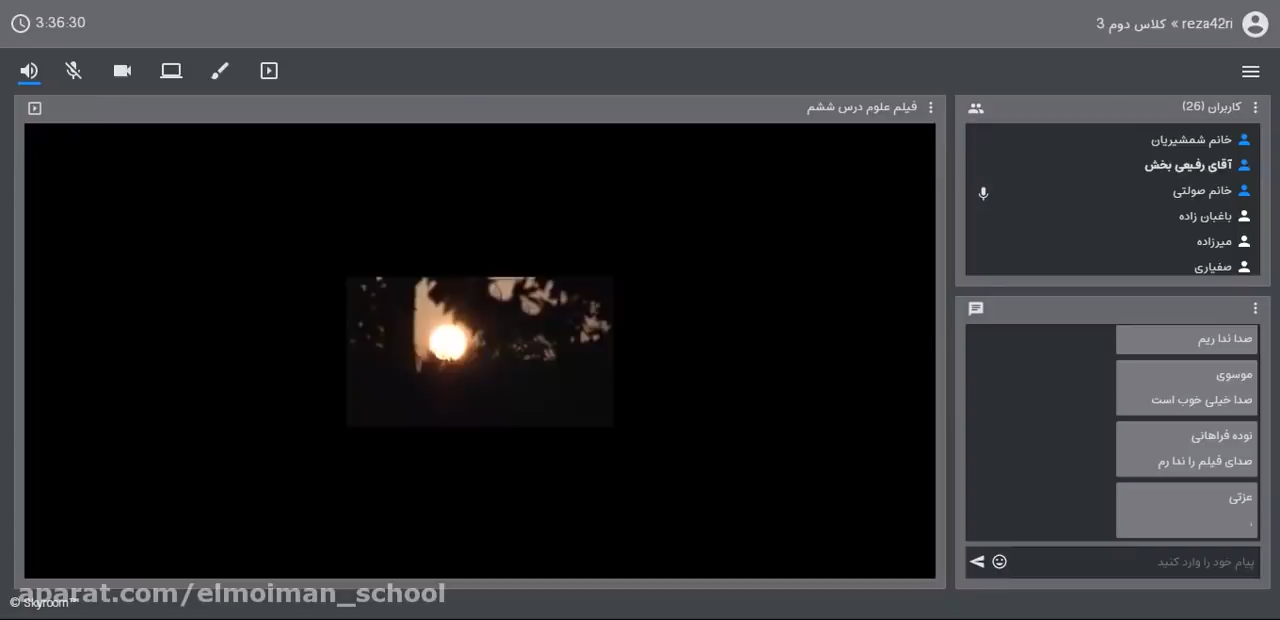 3:36:30
reza42ri » کلاس دوم 3
فیلم علوم درس ششم
کاربران (26)
خانم شمشیریان
آقای رفیعی بخش
خانم صولتی
باغبان زاده
میرزاده
صفیاری
صدا ندا ریم
موسوی
صدا خیلی خوب است
نوده فراهانی
صدای فیلم را ندا رم
عزتی
پیام خود را وارد کنید
aparat.com/elmoiman_school
© Skyroom™